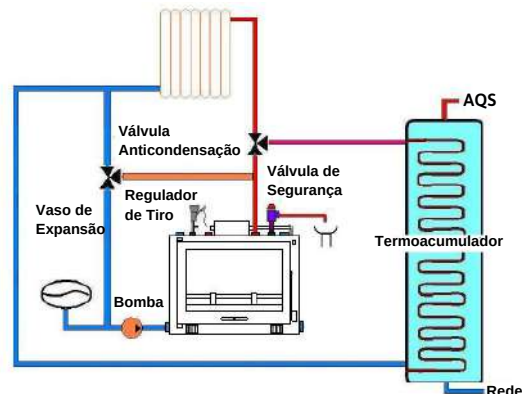 AQS
Válvula
Anticondensação
Válvula de
Segurança
Regulador
de Tiro
Vaso de
Expansão
Termoacumulador
Bomba
Rede